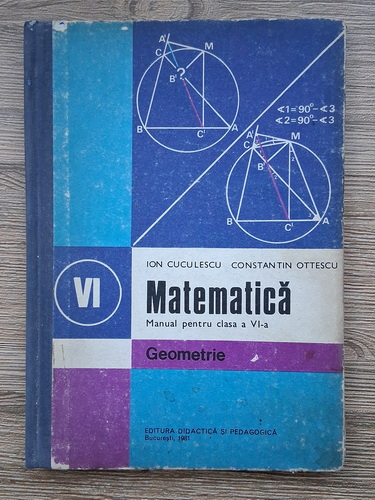 A'
C
M
B'
?
B
C'
A
∢1=90°-∢3
∢2=90°-∢3
A'
C
M
B'
B
C'
A
ION CUCULESCU CONSTANTIN OTTESCU
VI
Matematică
Manual pentru clasa a VI-a
Geometrie
EDITURA DIDACTICĂ ȘI PEDAGOGICĂ
București, 1981